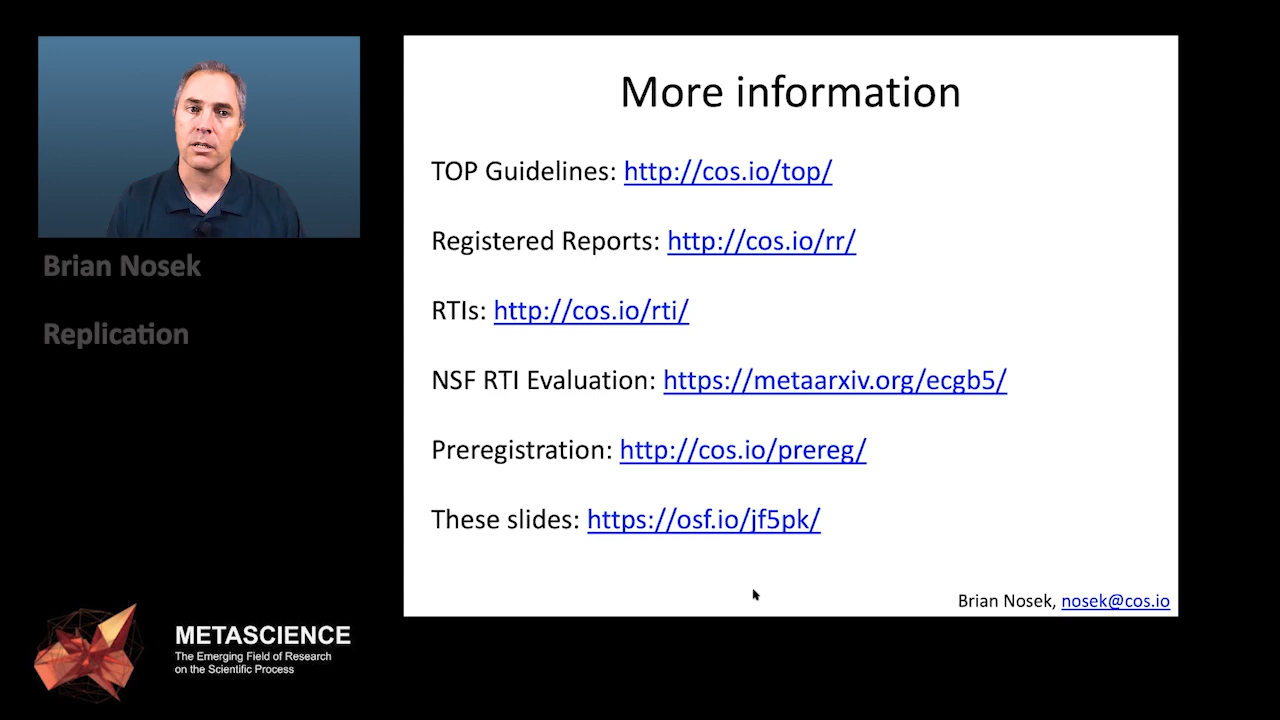 More information
TOP Guidelines: http://cos.io/top/
Registered Reports: http://cos.io/rr/
RTIs: http://cos.io/rti/
NSF RTI Evaluation: https://metaarxiv.org/ecgb5/
Preregistration: http://cos.io/prereg/
These slides: https://osf.io/jf5pk/
Brian Nosek, nosek@cos.io
Brian Nosek
Replication
METASCIENCE
The Emerging Field of Research
on the Scientific Process